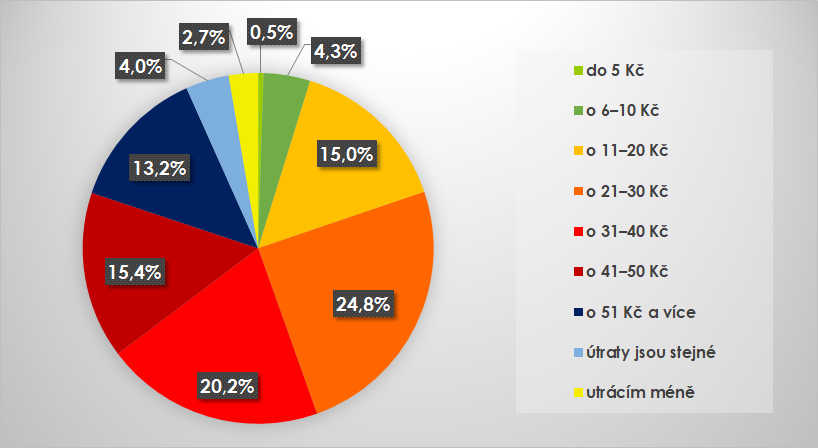 0,5%
2,7%
4,3%
4,0%
15,0%
13,2%
15,4%
24,8%
20,2%
do 5 Kč
o 6–10 Kč
o 11–20 Kč
o 21–30 Kč
o 31–40 Kč
o 41–50 Kč
o 51 Kč a více
útraty jsou stejné
utrácím méně